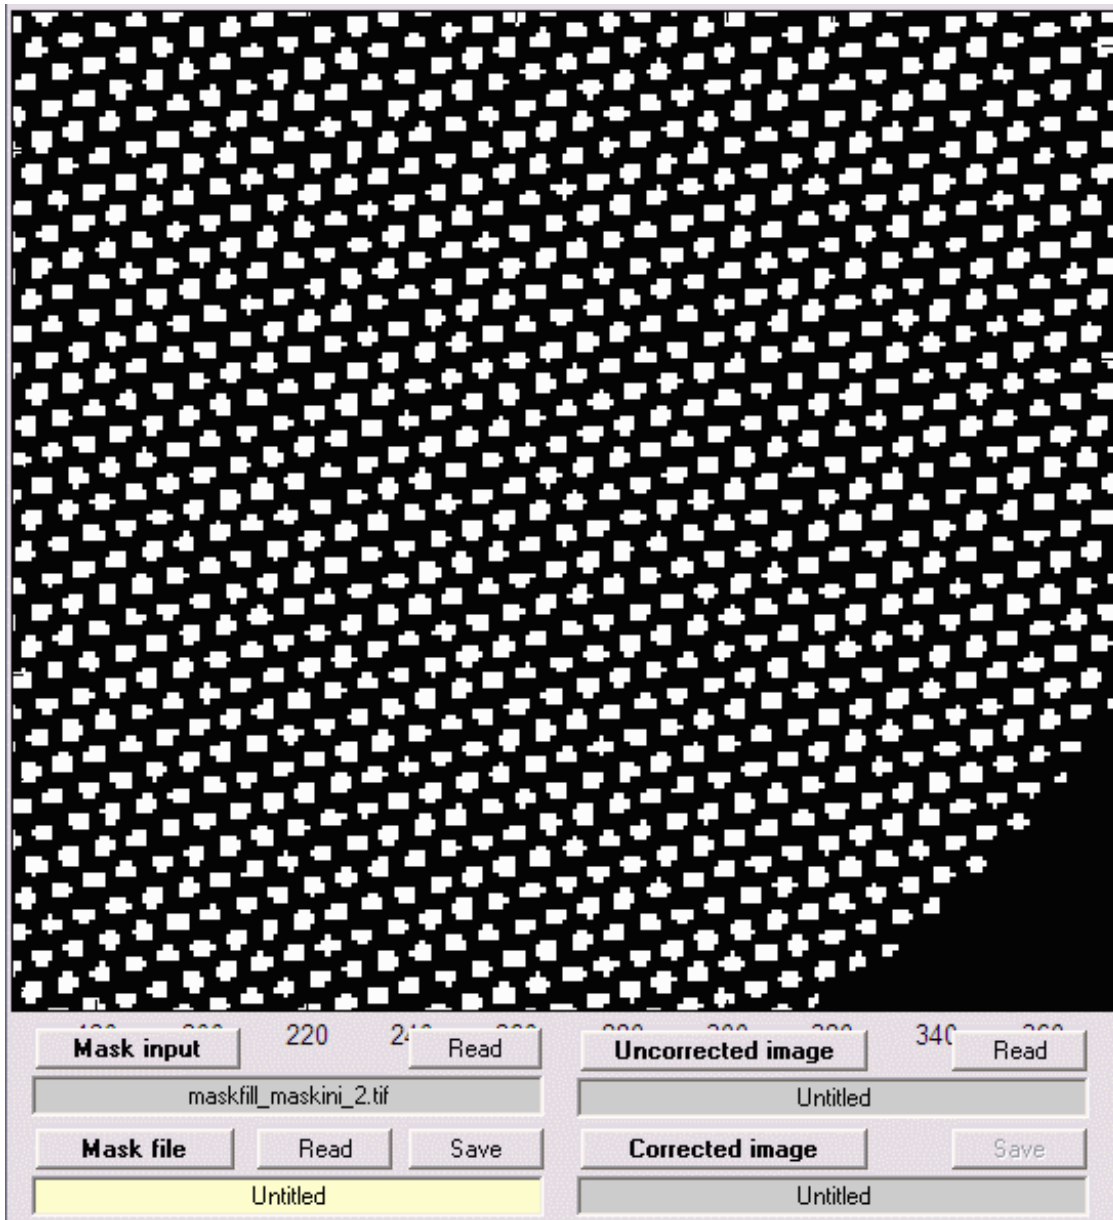 220 340
Mask input Read Uncorrected image Read
maskfill_maskini_2.tif Untitled
Mask file Read Save Corrected image Save
Untitled Untitled